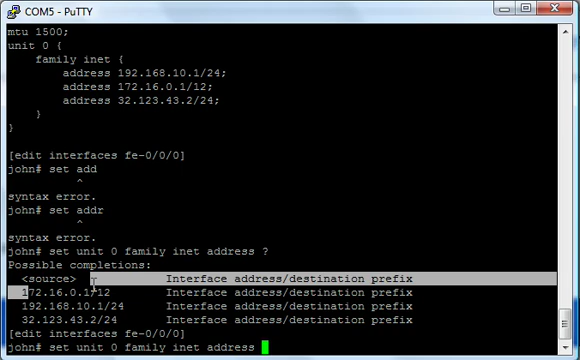 COM5 - PuTTY
mtu 1500;
unit 0 {
family inet {
address 192.168.10.1/24;
address 172.16.0.1/12;
address 32.123.43.2/24;
}
}
[edit interfaces fe-0/0/0]
john# set add
^
syntax error.
john# set addr
^
syntax error.
john# set unit 0 family inet address ?
Possible completions:
<source> Interface address/destination prefix
172.16.0.1/12 Interface address/destination prefix
192.168.10.1/24 Interface address/destination prefix
32.123.43.2/24 Interface address/destination prefix
[edit interfaces fe-0/0/0]
john# set unit 0 family inet address